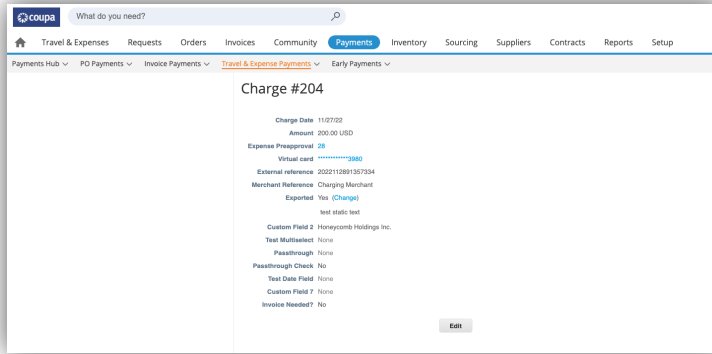 coupa
What do you need?
Travel & Expenses Requests Orders Invoices Community Payments Inventory Sourcing Suppliers Contracts Reports Setup
Payments Hub PO Payments Invoice Payments Travel & Expense Payments Early Payments
Charge #204
Charge Date 11/27/22
Amount 200.00 USD
Expense Preapproval 28
Virtual card ************3980
External reference 2022112891357334
Merchant Reference Charging Merchant
Exported Yes (Change)
test static text
Custom Field 2 Honeycomb Holdings Inc.
Test Multiselect None
Passthrough None
Passthrough Check No
Test Date Field None
Custom Field 7 None
Invoice Needed? No
Edit